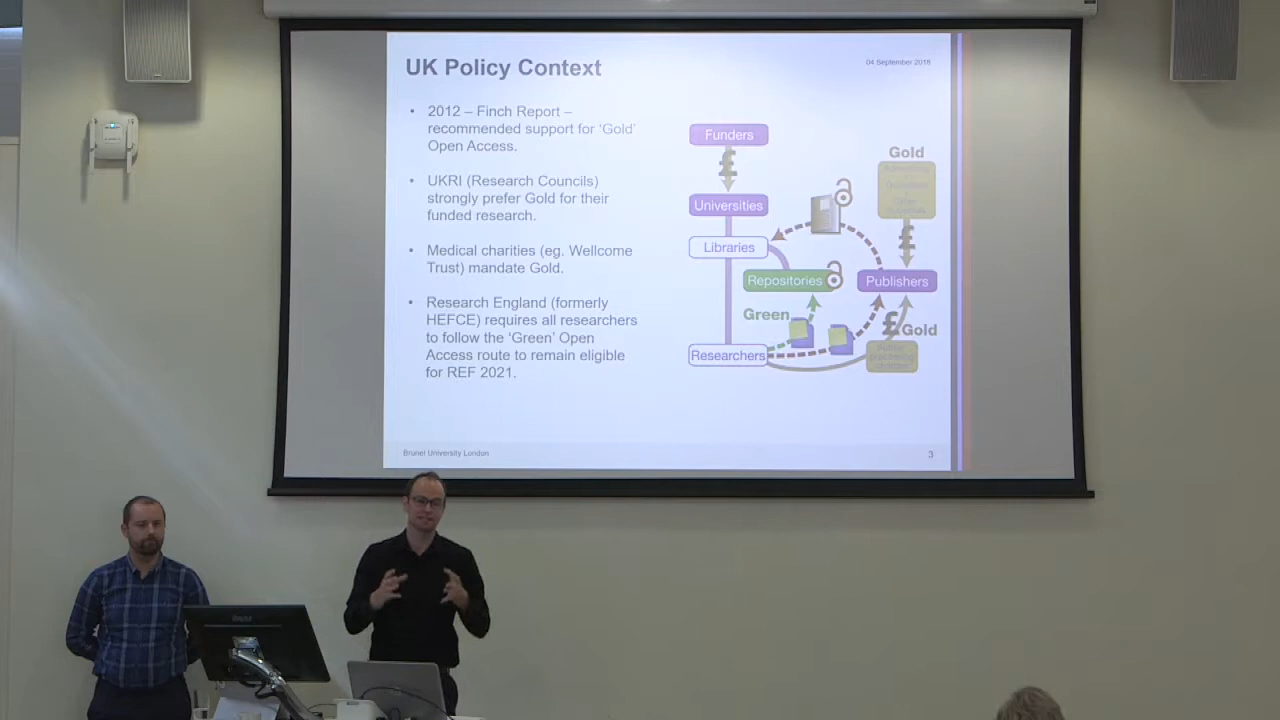 UK Policy Context
04 September 2018
• 2012 – Finch Report –
recommended support for 'Gold'
Open Access.
• UKRI (Research Councils)
strongly prefer Gold for their
funded research.
• Medical charities (eg. Wellcome
Trust) mandate Gold.
• Research England (formerly
HEFCE) requires all researchers
to follow the 'Green' Open
Access route to remain eligible
for REF 2021.
Funders
£
Universities
Libraries
Repositories
Green
Researchers
Gold
£
Publishers
£
Gold
Brunel University London
3